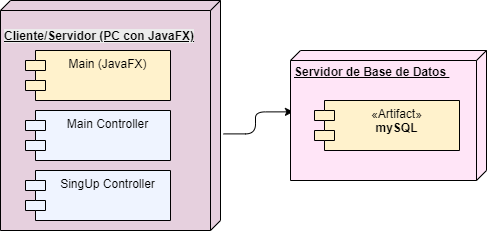 Cliente/Servidor (PC con JavaFX)
Main (JavaFX)
Main Controller
SingUp Controller
Servidor de Base de Datos
«Artifact»
mySQL